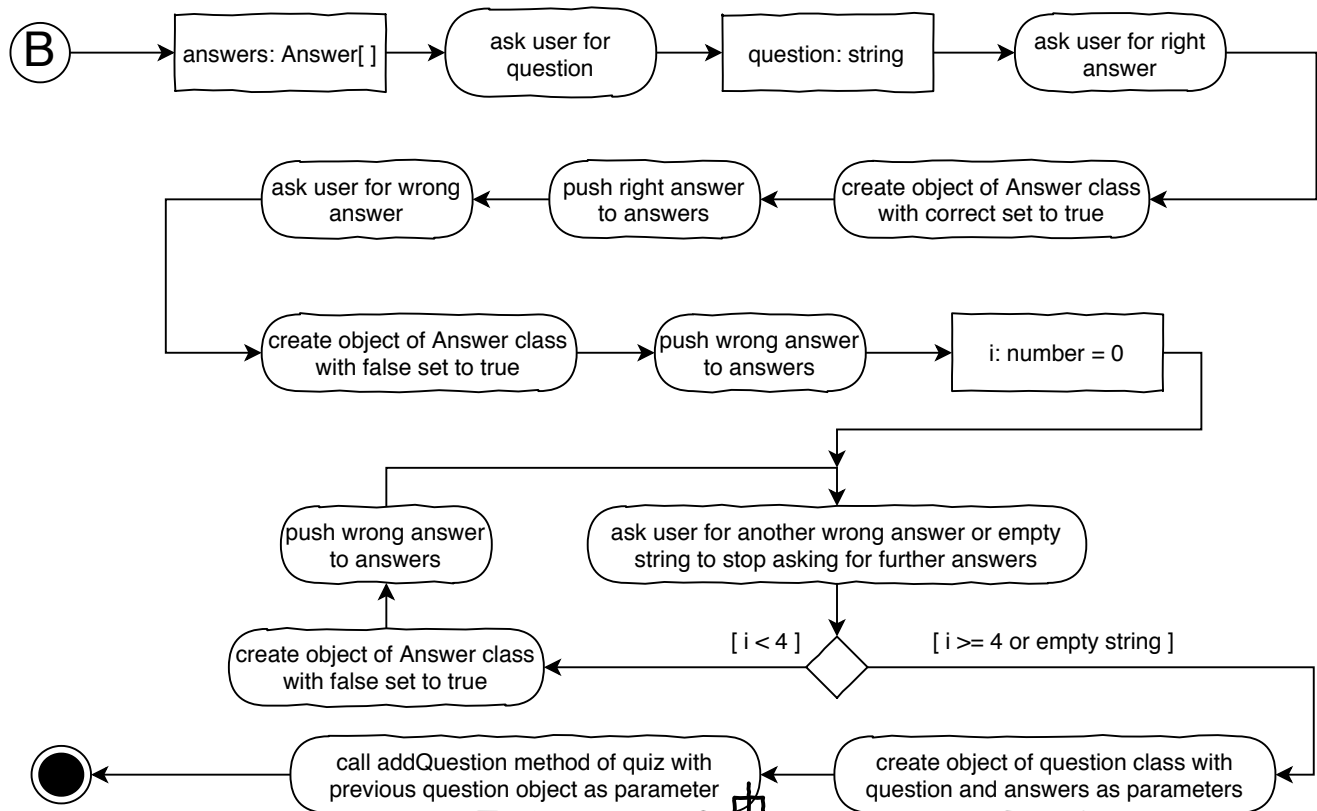 B
answers: Answer[ ]
ask user for
question
question: string
ask user for right
answer
ask user for wrong
answer
push right answer
to answers
create object of Answer class
with correct set to true
create object of Answer class
with false set to true
push wrong answer
to answers
i: number = 0
push wrong answer
to answers
ask user for another wrong answer or empty
string to stop asking for further answers
[ i < 4 ]
[ i >= 4 or empty string ]
create object of Answer class
with false set to true
call addQuestion method of quiz with
previous question object as parameter
create object of question class with
question and answers as parameters